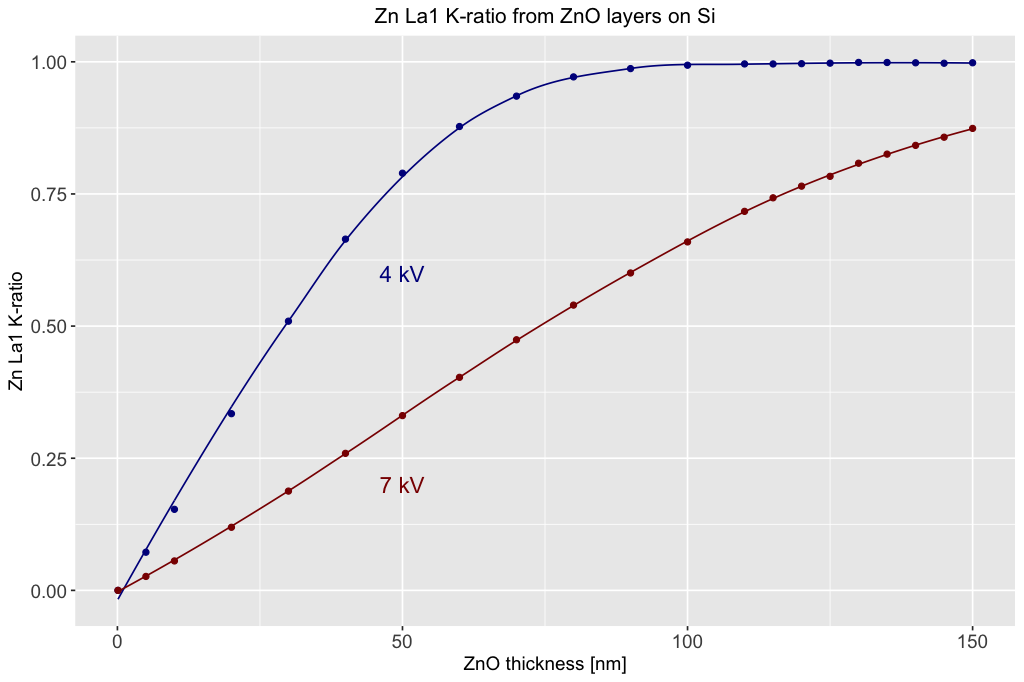 Zn La1 K-ratio from ZnO layers on Si
1.00
0.75
0.50
0.25
0.00
Zn La1 K-ratio
4 kV
7 kV
0
50
100
150
ZnO thickness [nm]